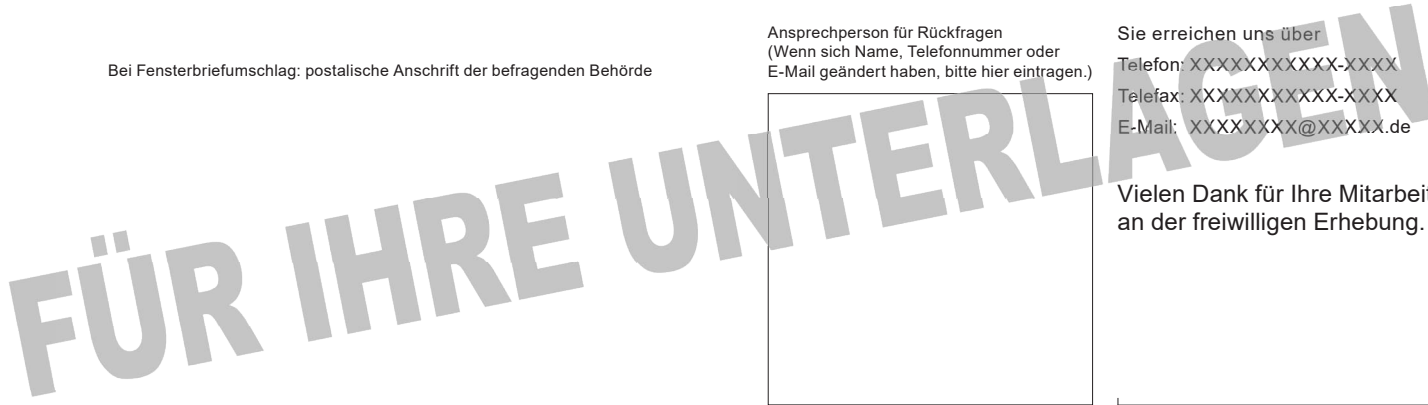 Bei Fensterbriefumschlag: postalische Anschrift der befragenden Behörde
Ansprechperson für Rückfragen
(Wenn sich Name, Telefonnummer oder
E-Mail geändert haben, bitte hier eintragen.)
Sie erreichen uns über
Telefon: XXXXXXXXXXX-XXXX
Telefax: XXXXXXXXXXX-XXXX
E-Mail: XXXXXXXX@XXXXX.de
Vielen Dank für Ihre Mitarbeit
an der freiwilligen Erhebung.
FÜR IHRE UNTERLAGEN